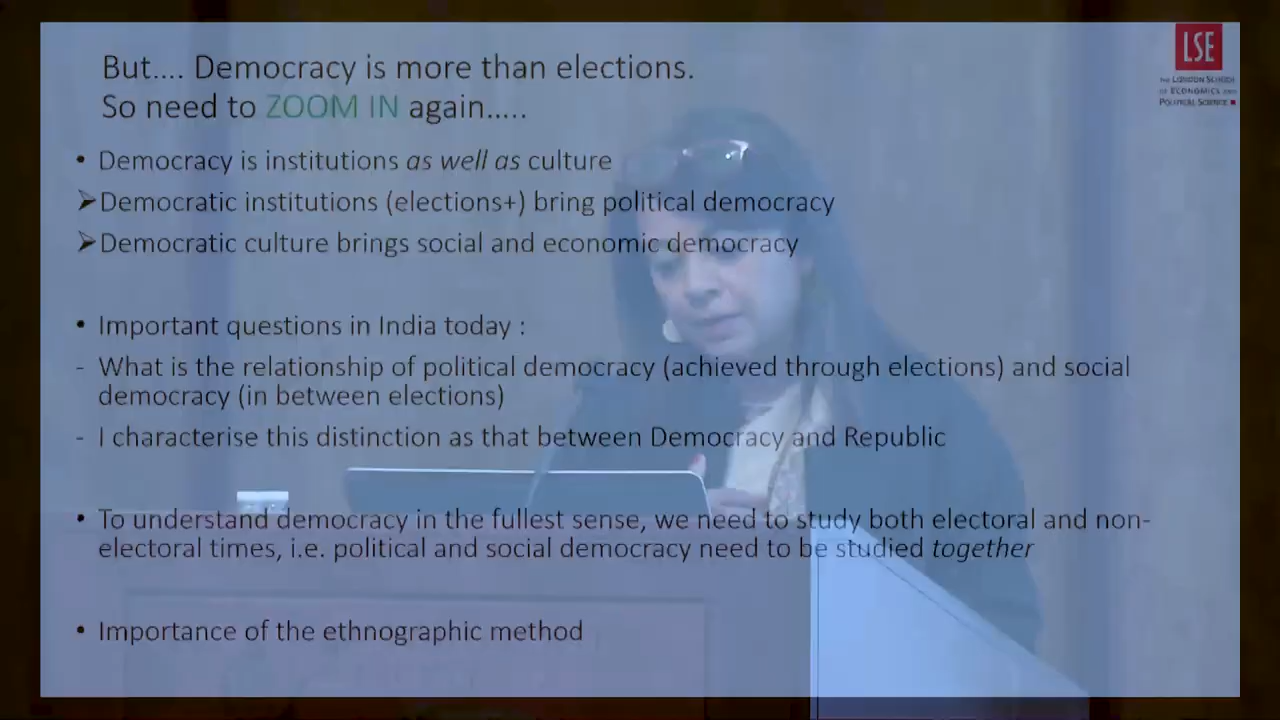 But.... Democracy is more than elections.
So need to ZOOM IN again.....
• Democracy is institutions as well as culture
➤Democratic institutions (elections+) bring political democracy
➤Democratic culture brings social and economic democracy
• Important questions in India today :
- What is the relationship of political democracy (achieved through elections) and social
democracy (in between elections)
- I characterise this distinction as that between Democracy and Republic
• To understand democracy in the fullest sense, we need to study both electoral and non-
electoral times, i.e. political and social democracy need to be studied together
• Importance of the ethnographic method
LSE
THE LONDON SCHOOL
OF ECONOMICS AND
POLITICAL SCIENCE